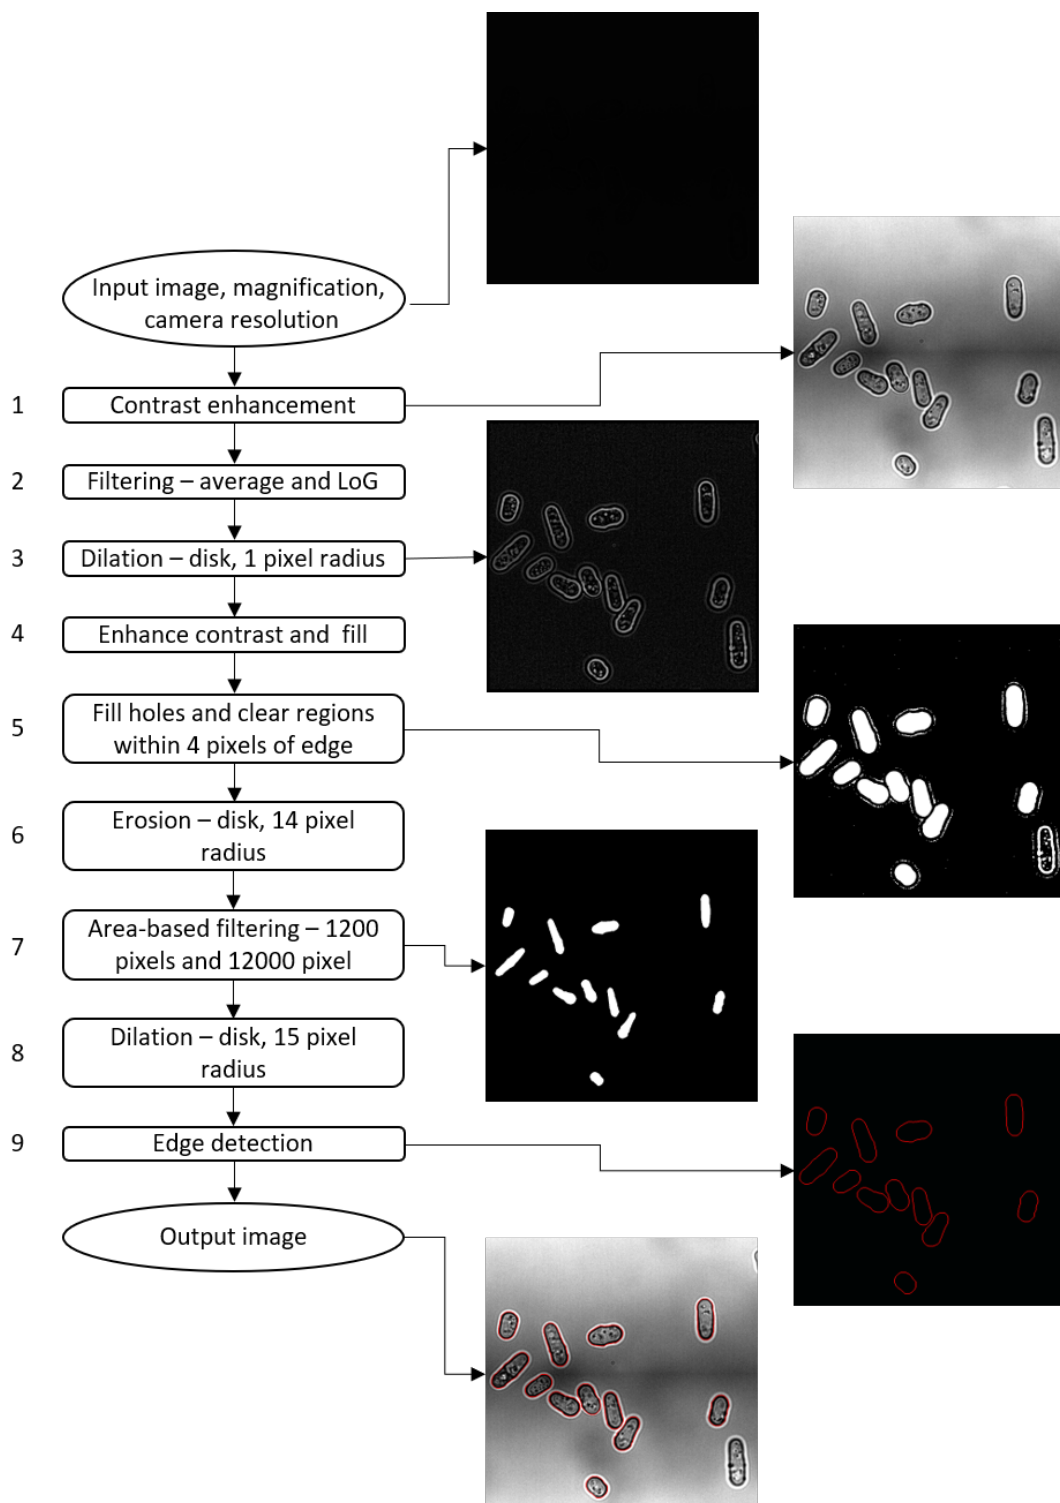 Input image, magnification,
camera resolution
1
Contrast enhancement
2
Filtering – average and LoG
3
Dilation – disk, 1 pixel radius
4
Enhance contrast and  fill
5
Fill holes and clear regions
within 4 pixels of edge
6
Erosion – disk, 14 pixel
radius
7
Area-based filtering – 1200
pixels and 12000 pixel
8
Dilation – disk, 15 pixel
radius
9
Edge detection
Output image